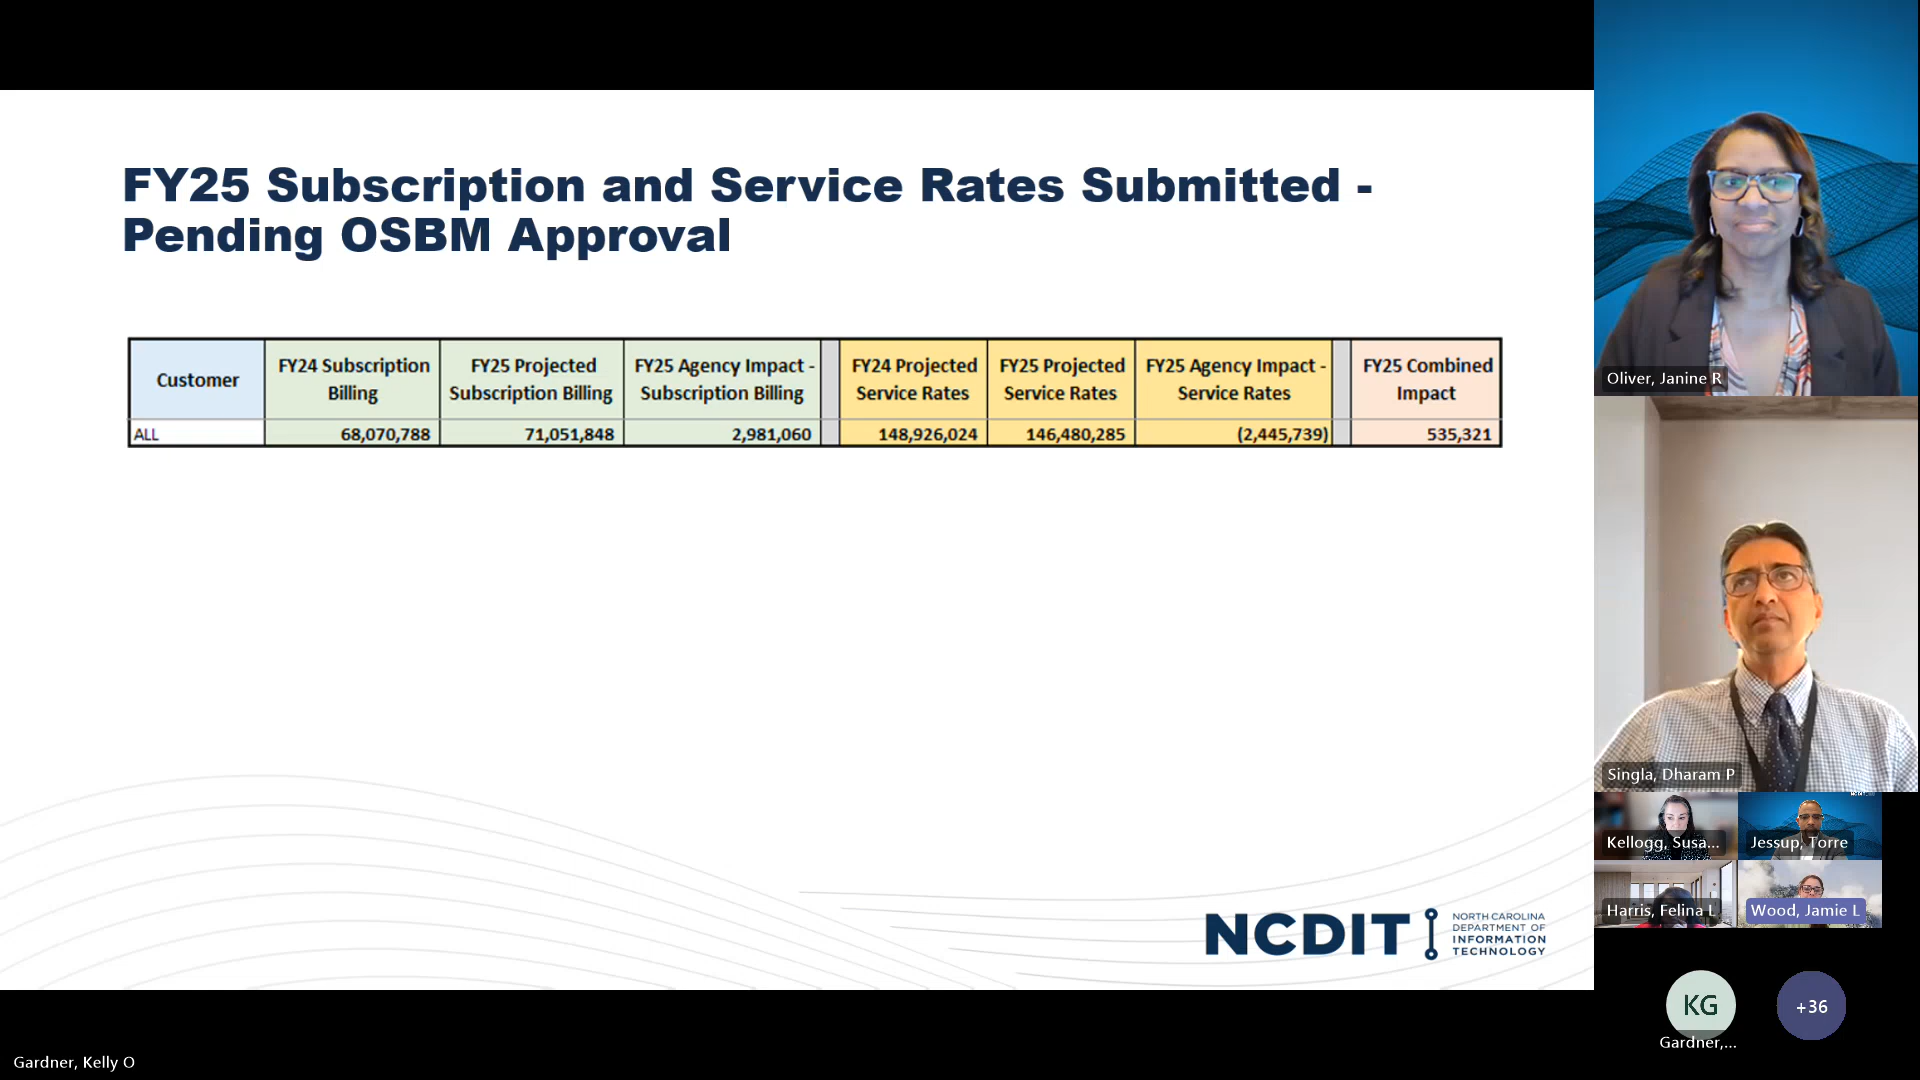 FY25 Subscription and Service Rates Submitted -
Pending OSBM Approval
Customer
FY24 Subscription
Billing
FY25 Projected
Subscription Billing
FY25 Agency Impact -
Subscription Billing
FY24 Projected
Service Rates
FY25 Projected
Service Rates
FY25 Agency Impact -
Service Rates
FY25 Combined
Impact
ALL 68,070,788 71,051,848 2,981,060 148,926,024 146,480,285 (2,445,739) 535,321
NCDIT
NORTH CAROLINA
DEPARTMENT OF
INFORMATION
TECHNOLOGY
Oliver, Janine R
Singla, Dharam P
Kellogg, Susa...
Jessup, Torre
Harris, Felina L
Wood, Jamie L
KG
+36
Gardner,...
Gardner, Kelly O